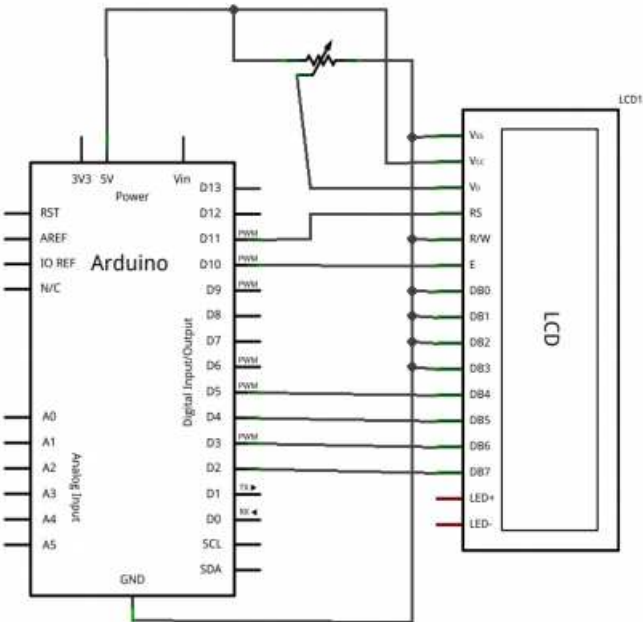 LCD1
3V3 5V
Vin
Power
RST
AREF
IO REF
N/C
Arduino
A0
A1
A2
A3
A4
A5
Analog Input
Digital Input/Output
D13
D12
D11 PWM
D10 PWM
D9 PWM
D8
D7
D6 PWM
D5 PWM
D4
D3 PWM
D2
D1 TX
D0 RX
SCL
SDA
GND
Vss
Vcc
V0
RS
R/W
E
DB0
DB1
DB2
DB3
DB4
DB5
DB6
DB7
LED+
LED-
LCD